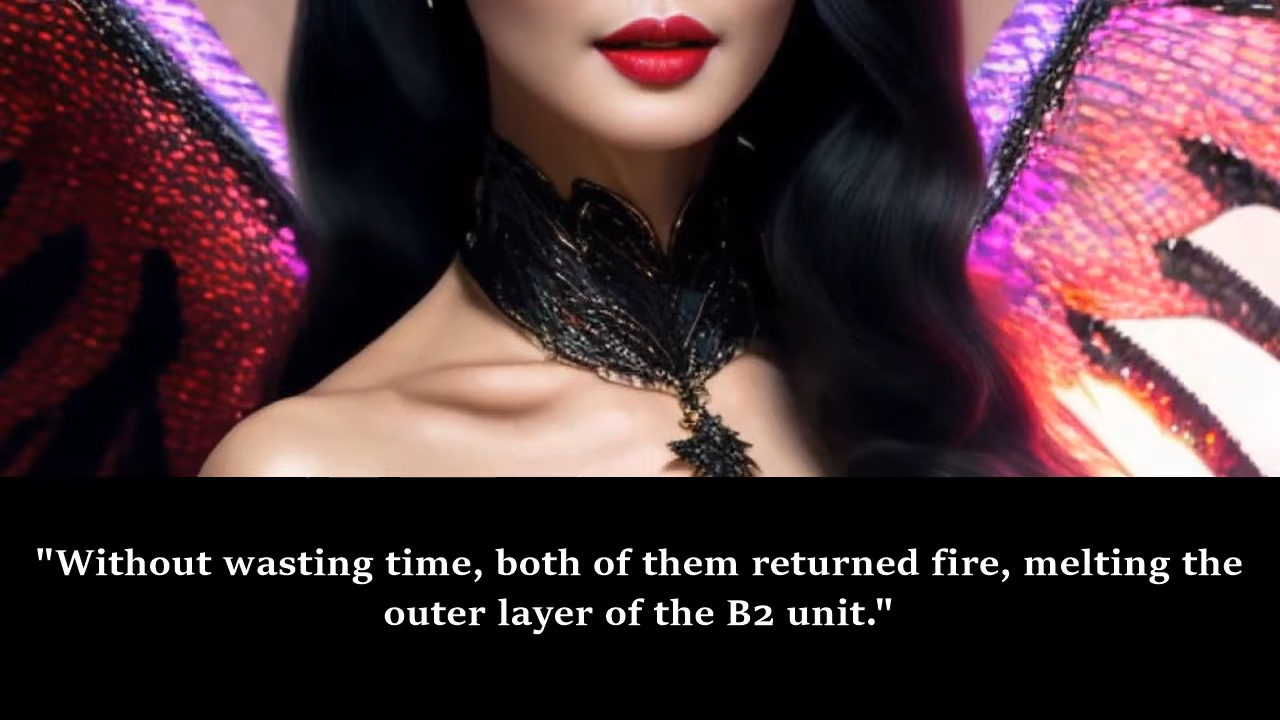 "Without wasting time, both of them returned fire, melting the
outer layer of the B2 unit."